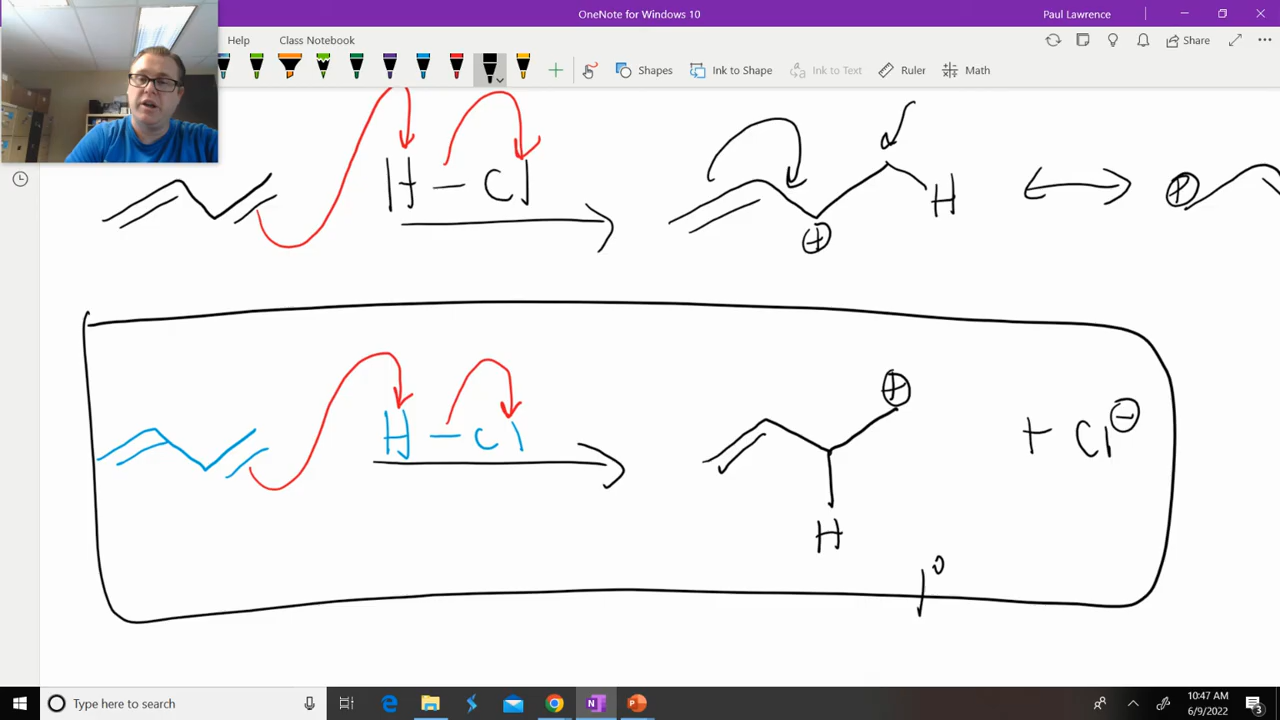 OneNote for Windows 10
Paul Lawrence
Help Class Notebook Share
Shapes Ink to Shape Ink to Text Ruler Math
H – Cl ⊕ H ⊕
H – Cl ⊕ + Cl⊖
H
1°
Type here to search
10:47 AM
6/9/2022
3